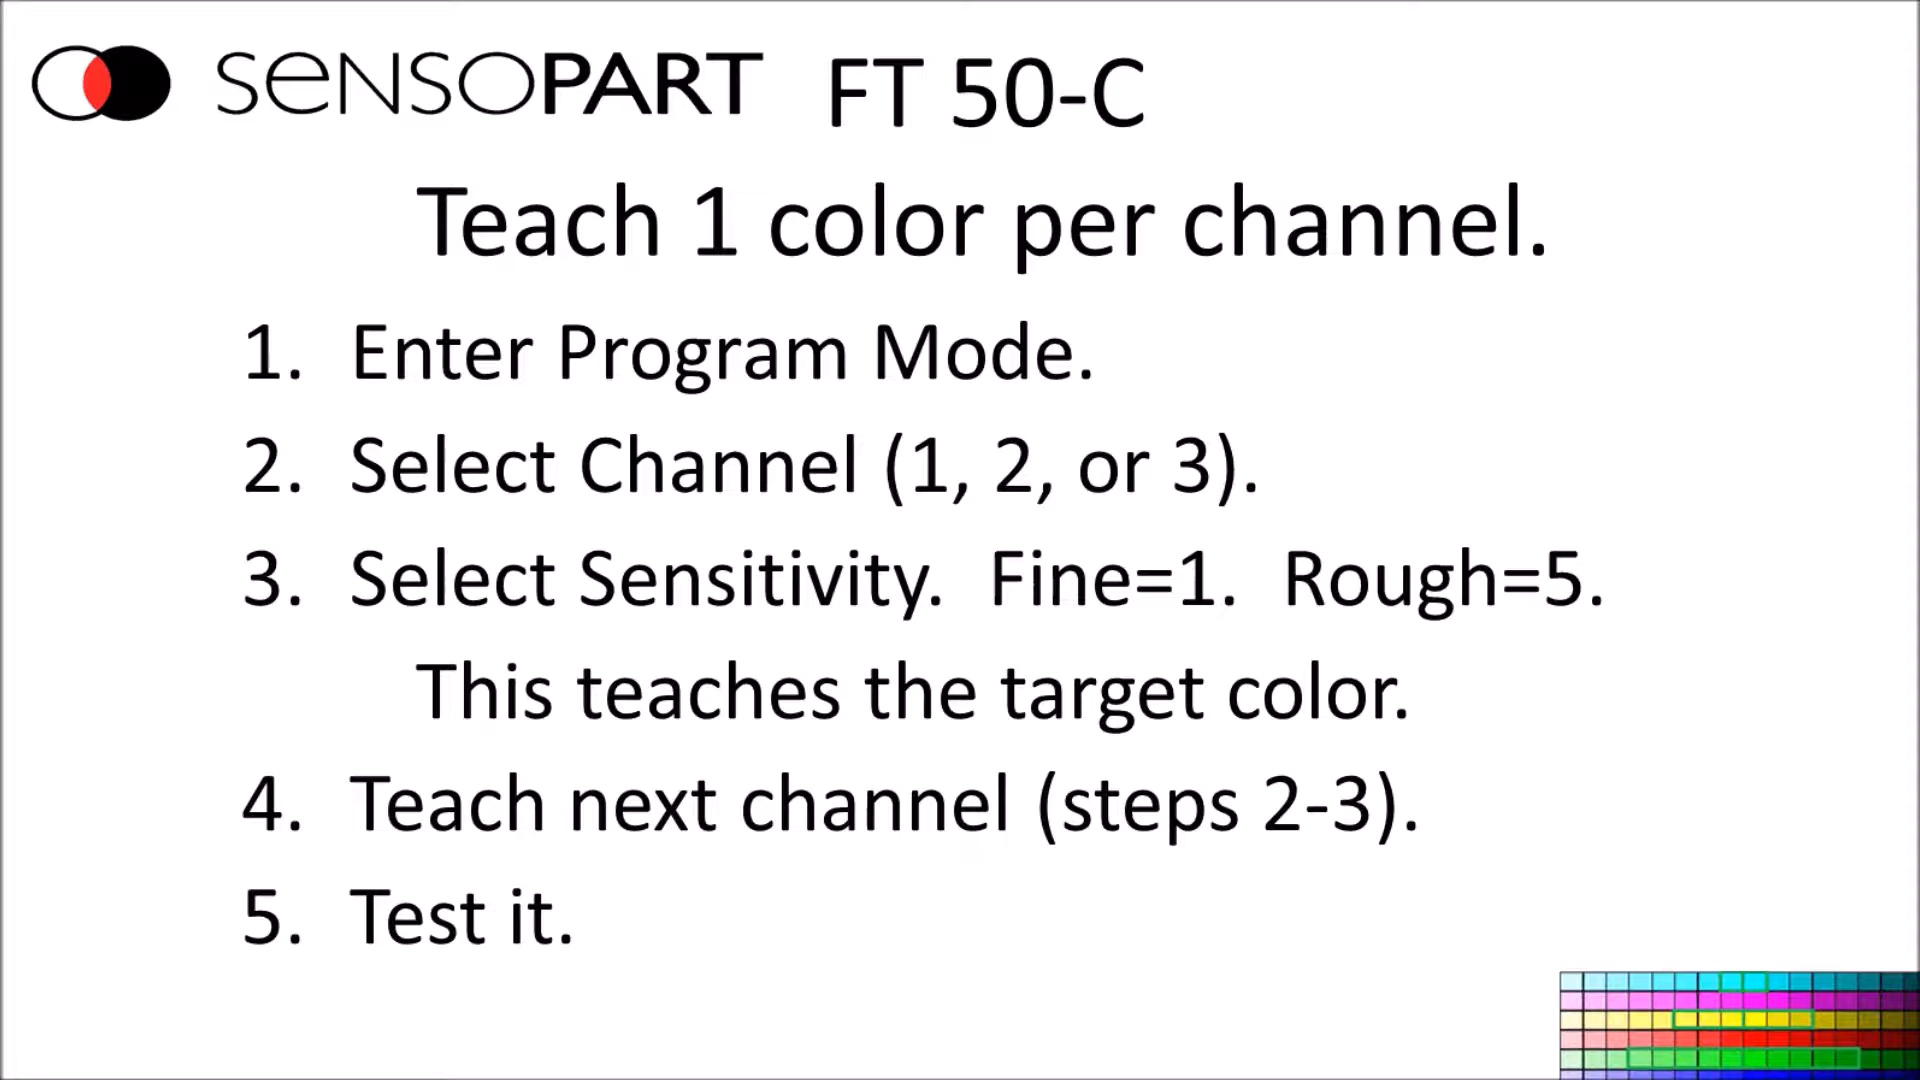 SENSOPART FT 50-C
Teach 1 color per channel.
1. Enter Program Mode.
2. Select Channel (1, 2, or 3).
3. Select Sensitivity. Fine=1. Rough=5.
This teaches the target color.
4. Teach next channel (steps 2-3).
5. Test it.